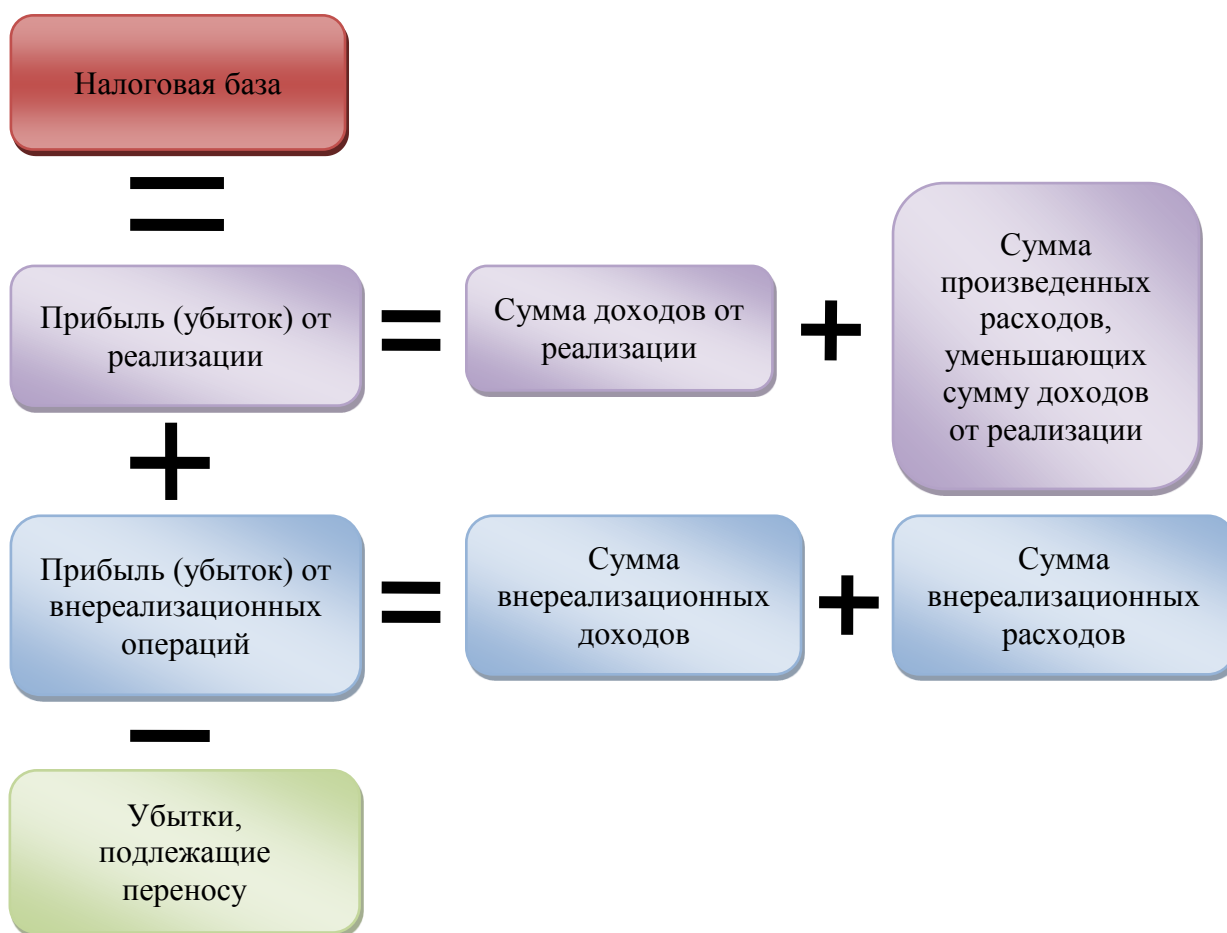 Налоговая база
=
Прибыль (убыток) от
реализации
=
Сумма доходов от
реализации
+
Сумма
произведенных
расходов,
уменьшающих
сумму доходов
от реализации
+
Прибыль (убыток) от
внереализационных
операций
=
Сумма
внереализационных
доходов
+
Сумма
внереализационных
расходов
−
Убытки,
подлежащие
переносу